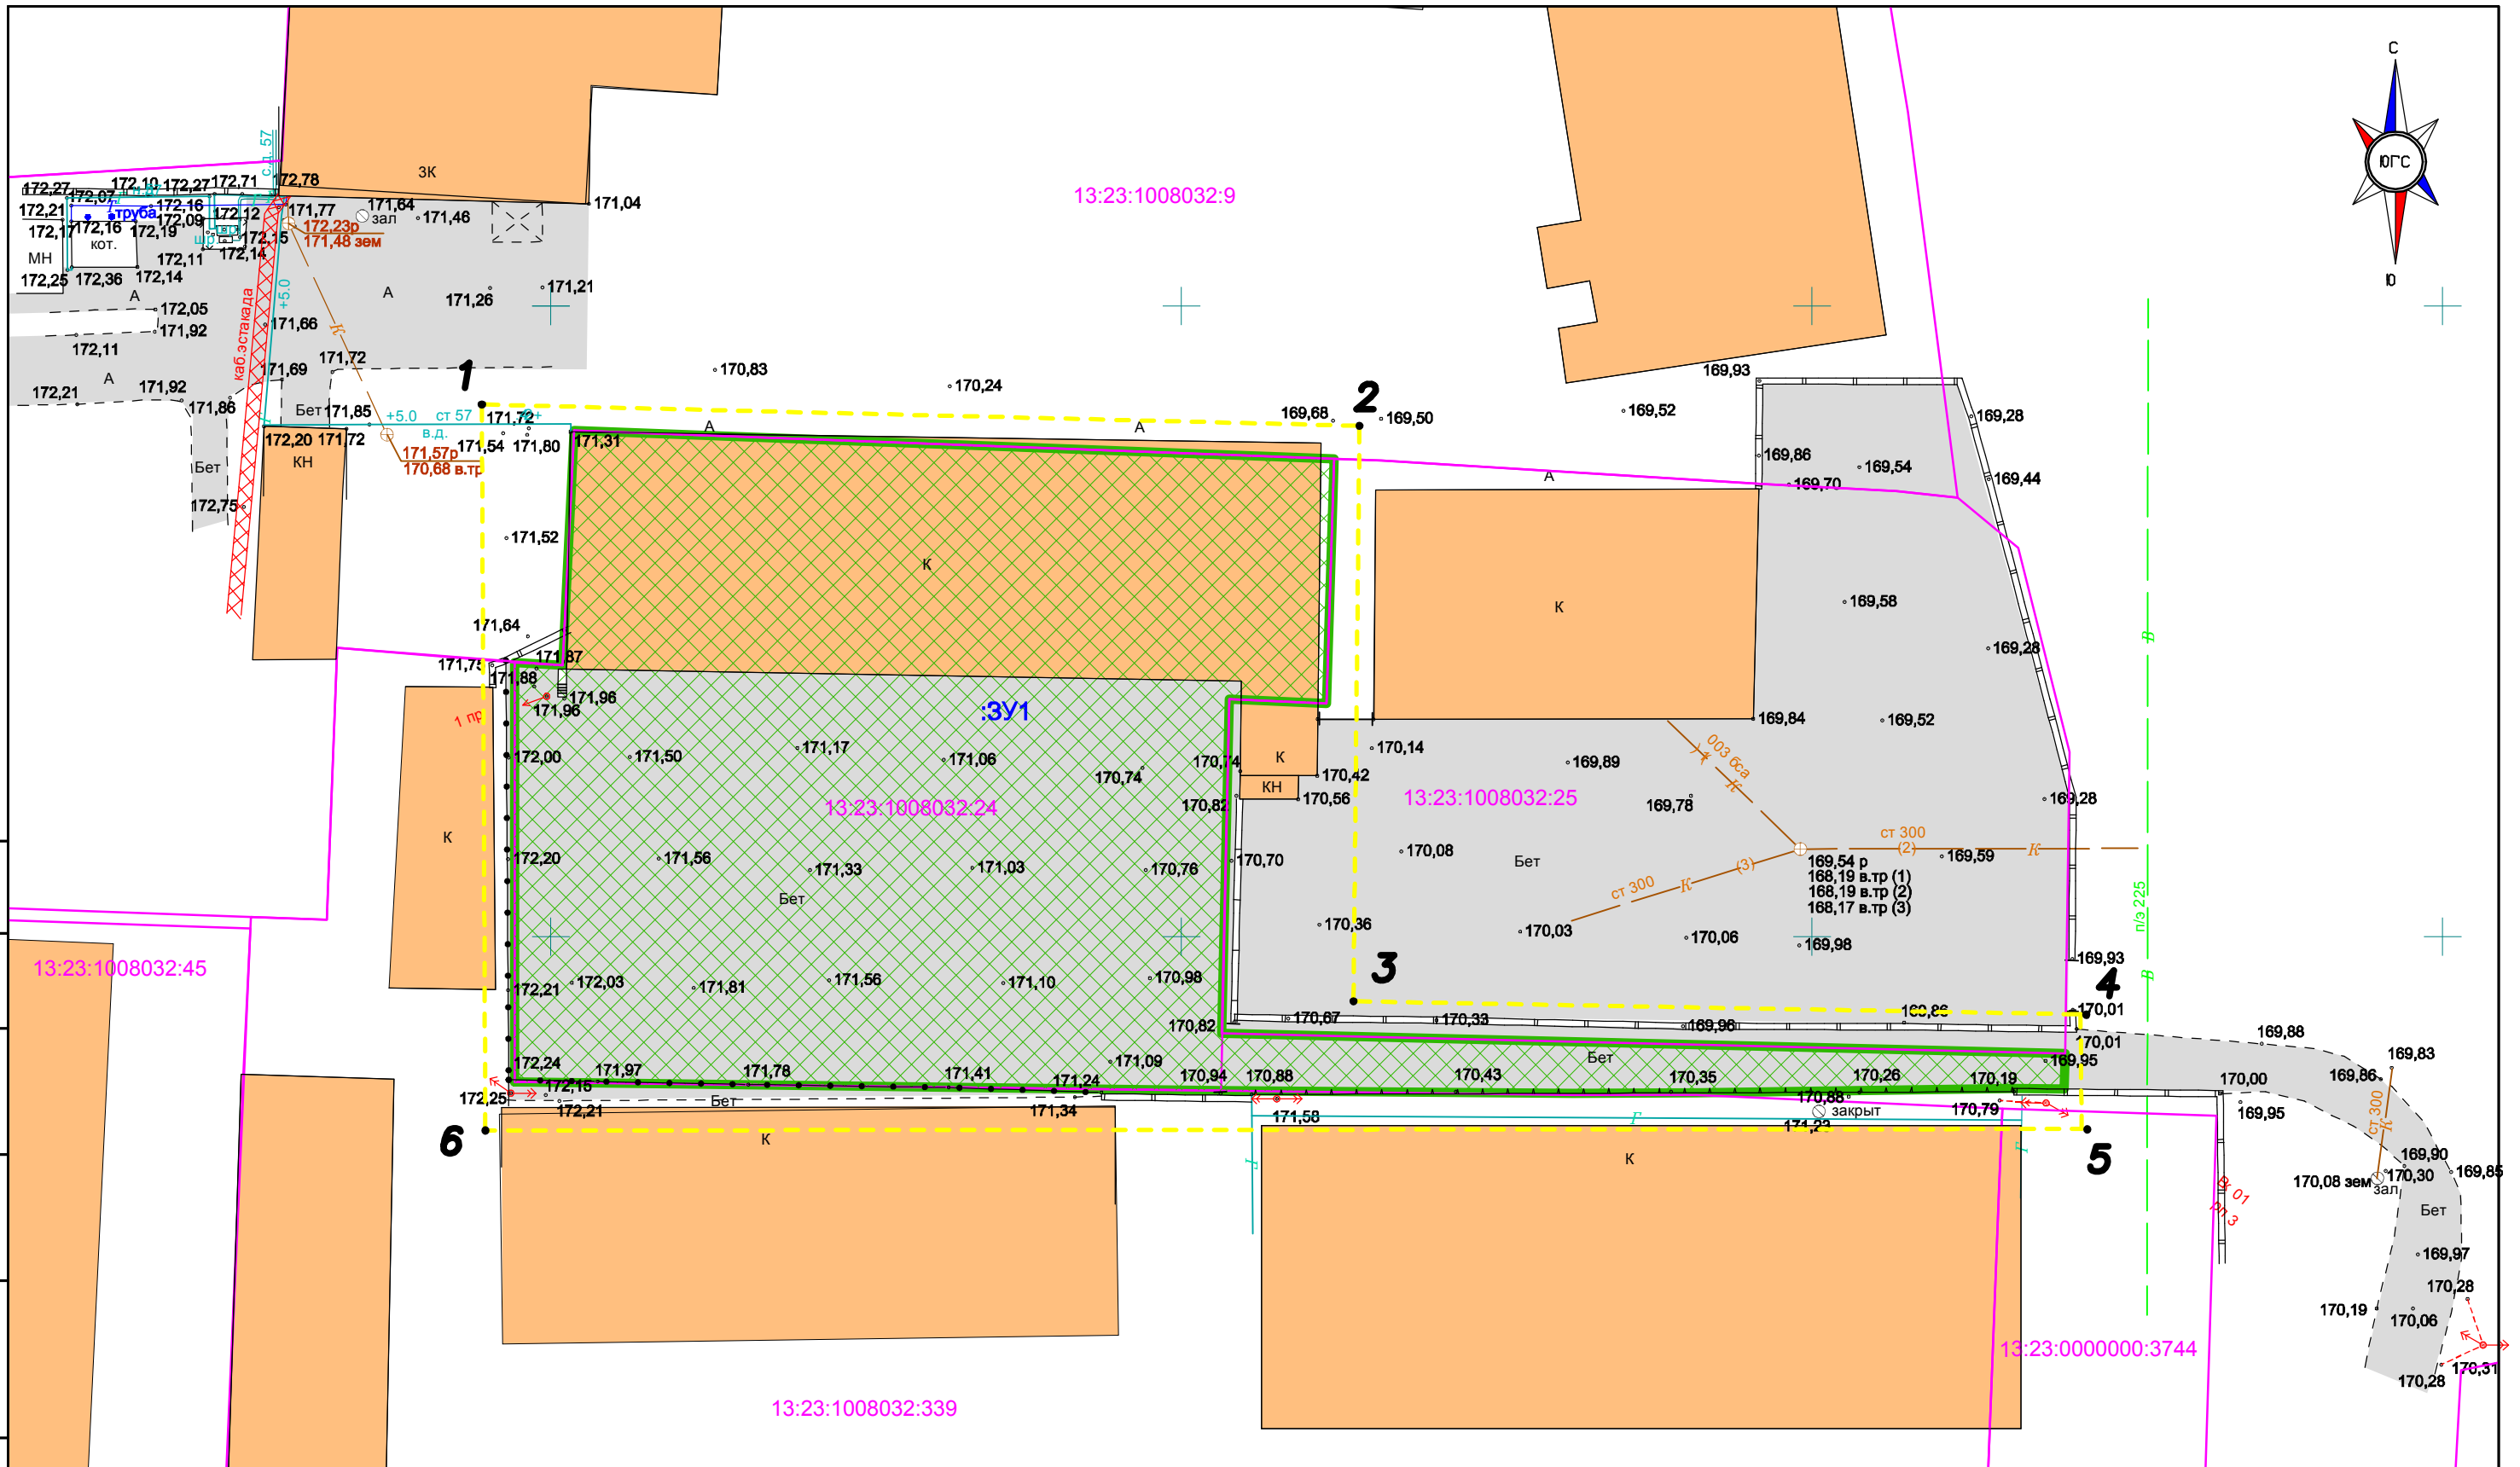 С
ЮГС
Ю
с.д. 57
3К
13:23:1008032:9
172,27
172,10
172,27
172,71
172,78
172,07
172,16
171,77
171,64
171,46
171,04
172,21
труба
172,12
зал
172,09
172,17
172,16
172,19
172,23р
171,48 зем
172,15
кот.
шр
МН
172,11
172,14
172,25
172,36
172,14
А
А
171,26
171,21
+5.0
172,05
каб.эстакада
171,66
171,92
К
172,11
171,72
А
171,69
172,21
171,92
171,86
Бет
171,85
+5.0
ст 57
в.д.
1
170,83
170,24
2
169,68
169,50
169,52
169,93
169,28
171,72
А
А
172,20
171,72
171,54
171,80
171,31
КН
171,57р
170,68 в.тр
Бет
172,75
169,86
169,54
169,44
А
169,70
171,52
К
К
169,58
171,64
В
169,28
171,87
171,88
171,96
171,96
1 пр
:ЗУ1
169,84
169,52
172,00
171,50
171,17
171,06
170,74
170,74
К
170,14
169,89
003 бса
К
170,42
КН
170,82
170,56
169,78
169,28
13:23:1008032:24
13:23:1008032:25
К
172,20
171,56
171,33
171,03
170,76
170,70
170,08
Бет
ст 300
(2)
К
169,59
169,54 р
168,19 в.тр (1)
168,19 в.тр (2)
168,17 в.тр (3)
(3)
К
ст 300
Бет
п/э 225
170,36
170,03
170,06
169,98
169,93
13:23:1008032:45
172,21
172,03
171,81
171,56
171,10
170,98
3
В
4
170,82
170,67
170,33
169,96
170,01
170,01
169,88
169,83
Бет
169,95
172,24
171,97
171,78
171,41
171,09
171,24
170,94
170,88
170,43
170,35
170,26
170,19
170,00
169,86
172,25
172,15
172,21
Бет
171,34
171,58
170,88
закрыт
170,79
169,95
ст 300
К
6
К
Г
171,23
5
К
169,90
169,85
170,08 зем
170,30
зал
Бет
169,97
170,28
170,19
170,06
13:23:0000000:3744
170,31
170,28
13:23:1008032:339